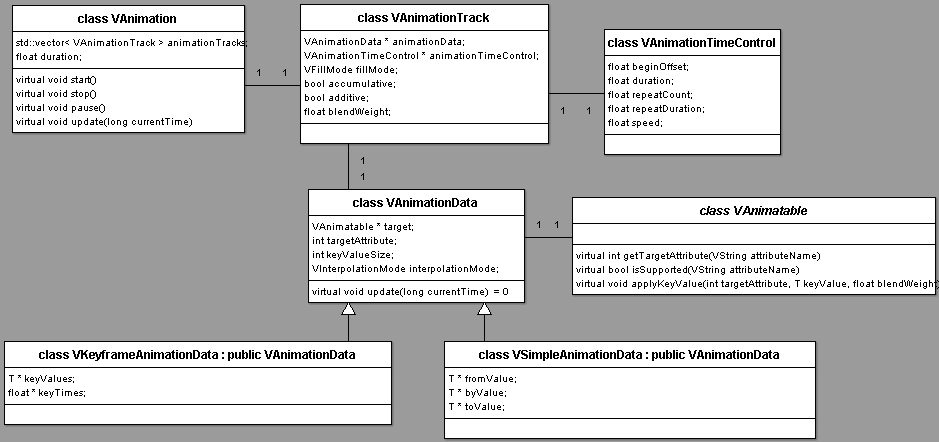 class VAnimation
std::vector< VAnimationTrack > animationTracks;
float duration;
virtual void start()
virtual void stop()
virtual void pause()
virtual void update(long currentTime)
1 1
class VAnimationTrack
VAnimationData * animationData;
VAnimationTimeControl * animationTimeControl;
VFillMode fillMode;
bool accumulative;
bool additive;
float blendWeight;
1 1
class VAnimationTimeControl
float beginOffset;
float duration;
float repeatCount;
float repeatDuration;
float speed;
1
1
class VAnimationData
VAnimatable * target;
int targetAttribute;
int keyValueSize;
VInterpolationMode interpolationMode;
virtual void update(long currentTime) = 0
1 1
class VAnimatable
virtual int getTargetAttribute(VString attributeName)
virtual bool isSupported(VString attributeName)
virtual void applyKeyValue(int targetAttribute, T keyValue, float blendWeight)
class VKeyframeAnimationData : public VAnimationData
T * keyValues;
float * keyTimes;
class VSimpleAnimationData : public VAnimationData
T * fromValue;
T * byValue;
T * toValue;